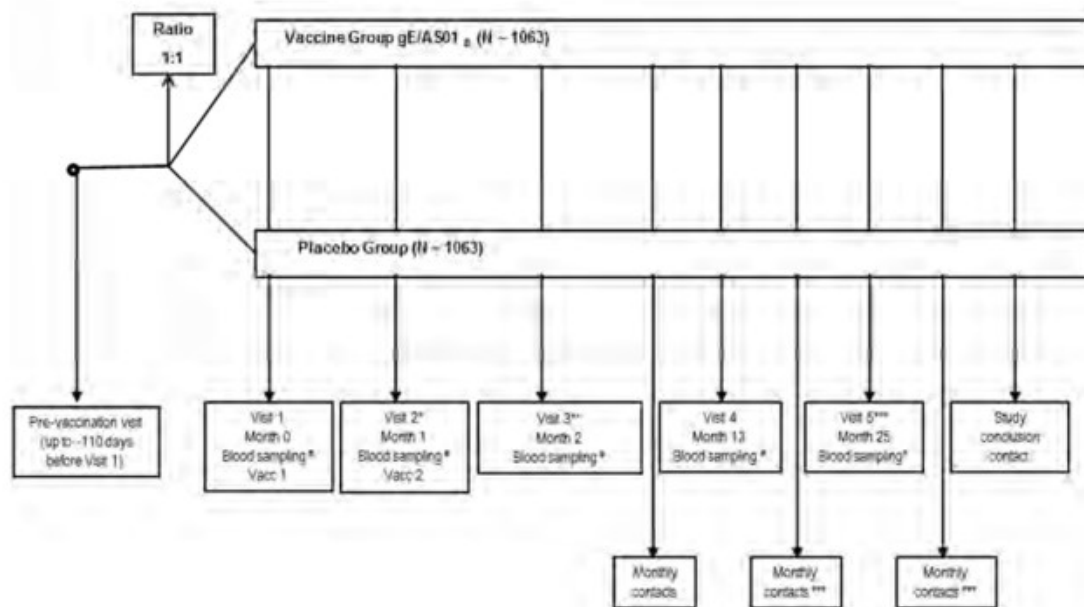 Ratio
1:1
Vaccine Group gE/AS01 B (N ~ 1063)
Placebo Group (N ~ 1063)
Pre-vaccination visit
(up to -110 days
before Visit 1)
Visit 1
Month 0
Blood sampling #
Vacc 1
Visit 2*
Month 1
Blood sampling #
Vacc 2
Visit 3**
Month 2
Blood sampling #
Visit 4
Month 13
Blood sampling #
Visit 5***
Month 25
Blood sampling #
Study
conclusion
contact
Monthly
contacts
Monthly
contacts ***
Monthly
contacts ***